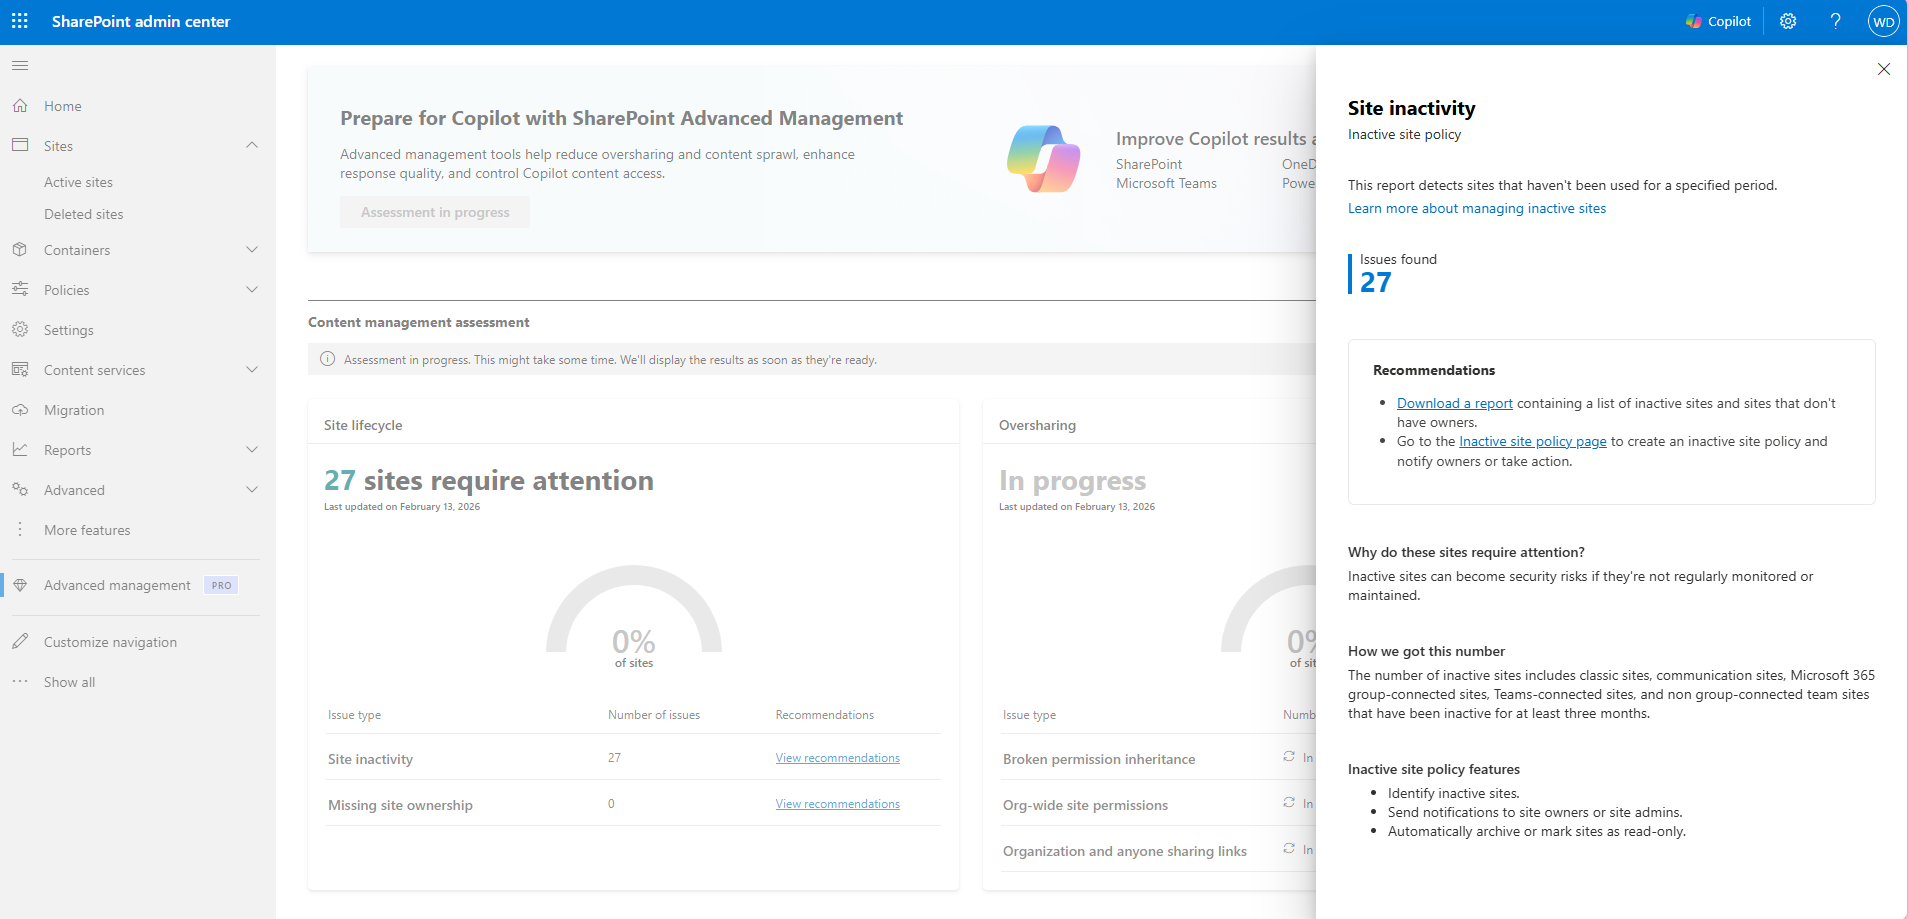 SharePoint admin center
Copilot
WD
Home
Sites
Active sites
Deleted sites
Containers
Policies
Settings
Content services
Migration
Reports
Advanced
More features
Advanced management PRO
Customize navigation
Show all
Prepare for Copilot with SharePoint Advanced Management
Advanced management tools help reduce oversharing and content sprawl, enhance
response quality, and control Copilot content access.
Assessment in progress
Improve Copilot results
SharePoint
Microsoft Teams
OneD
Powe
Content management assessment
Assessment in progress. This might take some time. We'll display the results as soon as they're ready.
Site lifecycle
27 sites require attention
Last updated on February 13, 2026
0%
of sites
Issue type Number of issues Recommendations
Site inactivity 27 View recommendations
Missing site ownership 0 View recommendations
Oversharing
In progress
Last updated on February 13, 2026
0%
of sit
Issue type Numb
Broken permission inheritance In
Org-wide site permissions In
Organization and anyone sharing links In
Site inactivity
Inactive site policy
This report detects sites that haven't been used for a specified period.
Learn more about managing inactive sites
Issues found
27
Recommendations
• Download a report containing a list of inactive sites and sites that don't
have owners.
• Go to the Inactive site policy page to create an inactive site policy and
notify owners or take action.
Why do these sites require attention?
Inactive sites can become security risks if they're not regularly monitored or
maintained.
How we got this number
The number of inactive sites includes classic sites, communication sites, Microsoft 365
group-connected sites, Teams-connected sites, and non group-connected team sites
that have been inactive for at least three months.
Inactive site policy features
• Identify inactive sites.
• Send notifications to site owners or site admins.
• Automatically archive or mark sites as read-only.